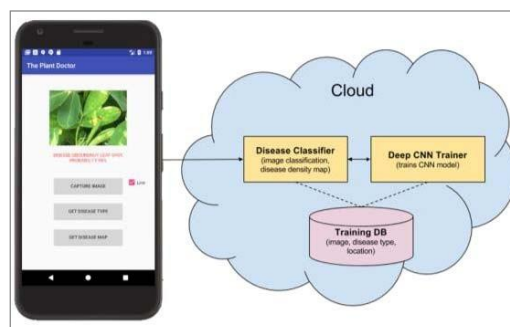 The Plant Doctor
CAPTURE IMAGE
Live
GET DISEASE TYPE
GET DISEASE MAP
Cloud
Disease Classifier
(image classification,
disease density map)
Deep CNN Trainer
(trains CNN model)
Training DB
(image, disease type,
location)